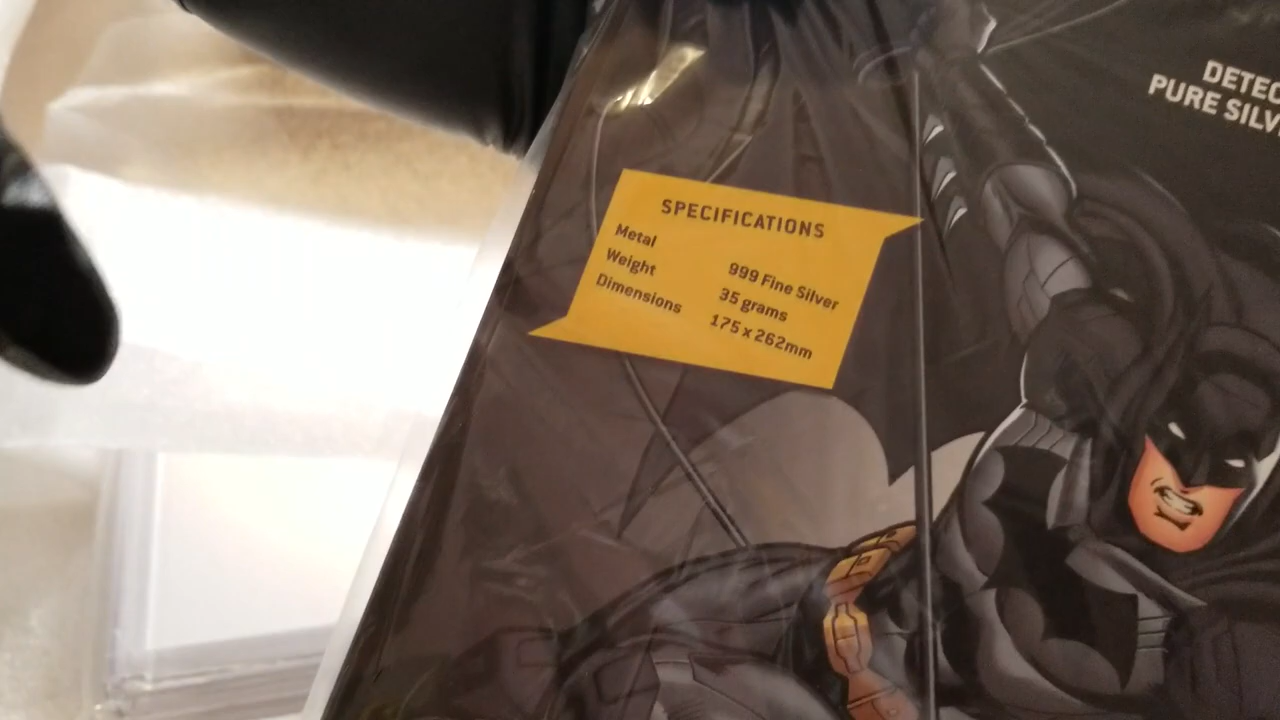 DETEC
PURE SILV
SPECIFICATIONS
Metal 999 Fine Silver
Weight 35 grams
Dimensions 175 x 262mm